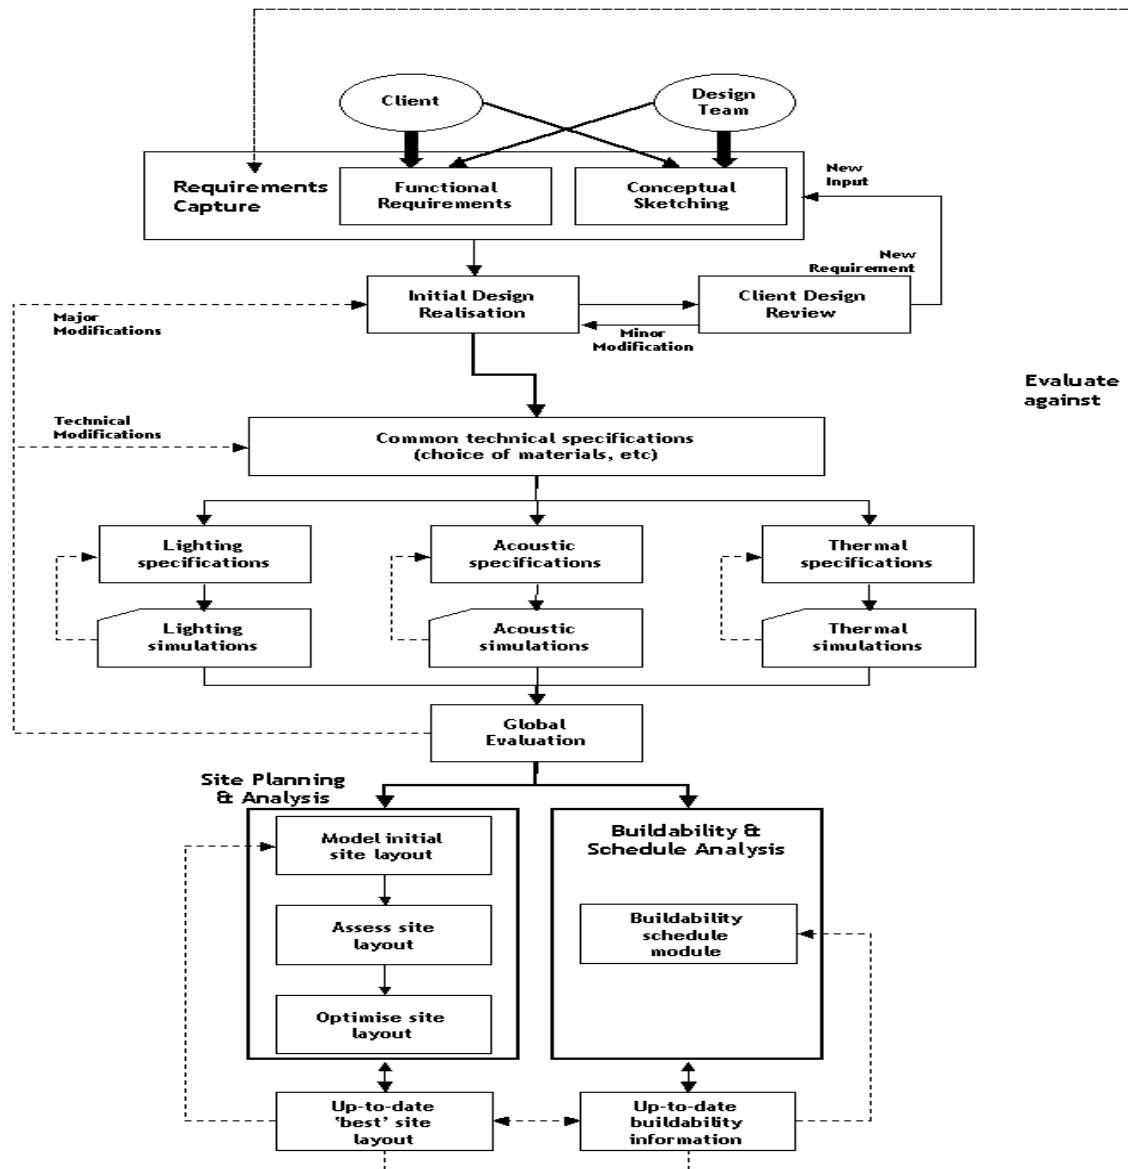 Client
Design
Team
Requirements
Capture
Functional
Requirements
Conceptual
Sketching
New
Input
New
Requirement
Initial Design
Realisation
Client Design
Review
Minor
Modification
Major
Modifications
Evaluate
against
Technical
Modifications
Common technical specifications
(choice of materials, etc)
Lighting
specifications
Acoustic
specifications
Thermal
specifications
Lighting
simulations
Acoustic
simulations
Thermal
simulations
Global
Evaluation
Site Planning
& Analysis
Model initial
site layout
Assess site
layout
Optimise site
layout
Buildability &
Schedule Analysis
Buildability
schedule
module
Up-to-date
'best' site
layout
Up-to-date
buildability
information